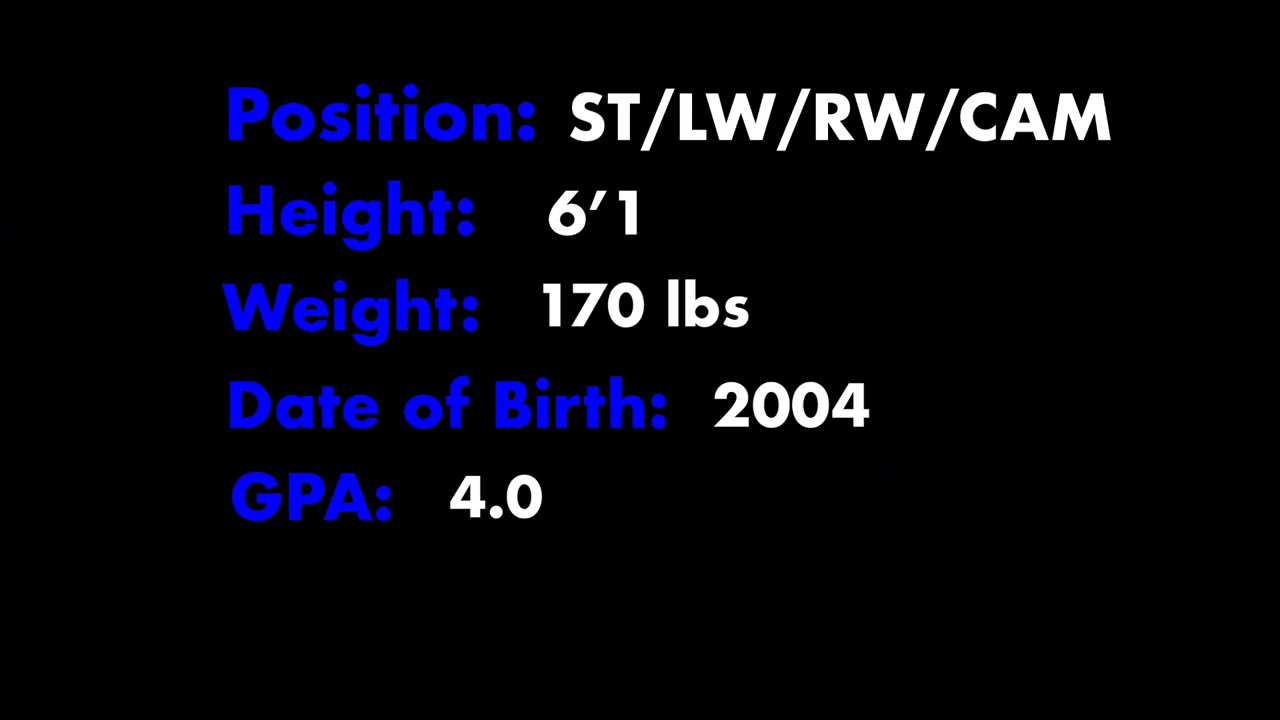 Position: ST/LW/RW/CAM
Height: 6’1
Weight: 170 lbs
Date of Birth: 2004
GPA: 4.0